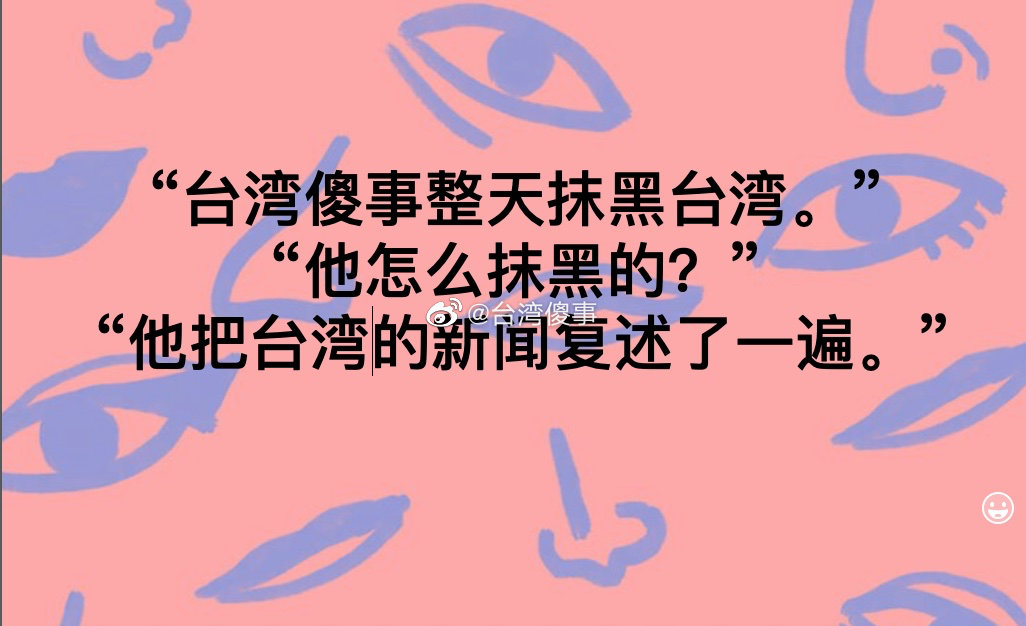 “台湾傻事整天抹黑台湾。”
“他怎么抹黑的？”
“他把台湾的新闻复述了一遍。”
@台湾傻事